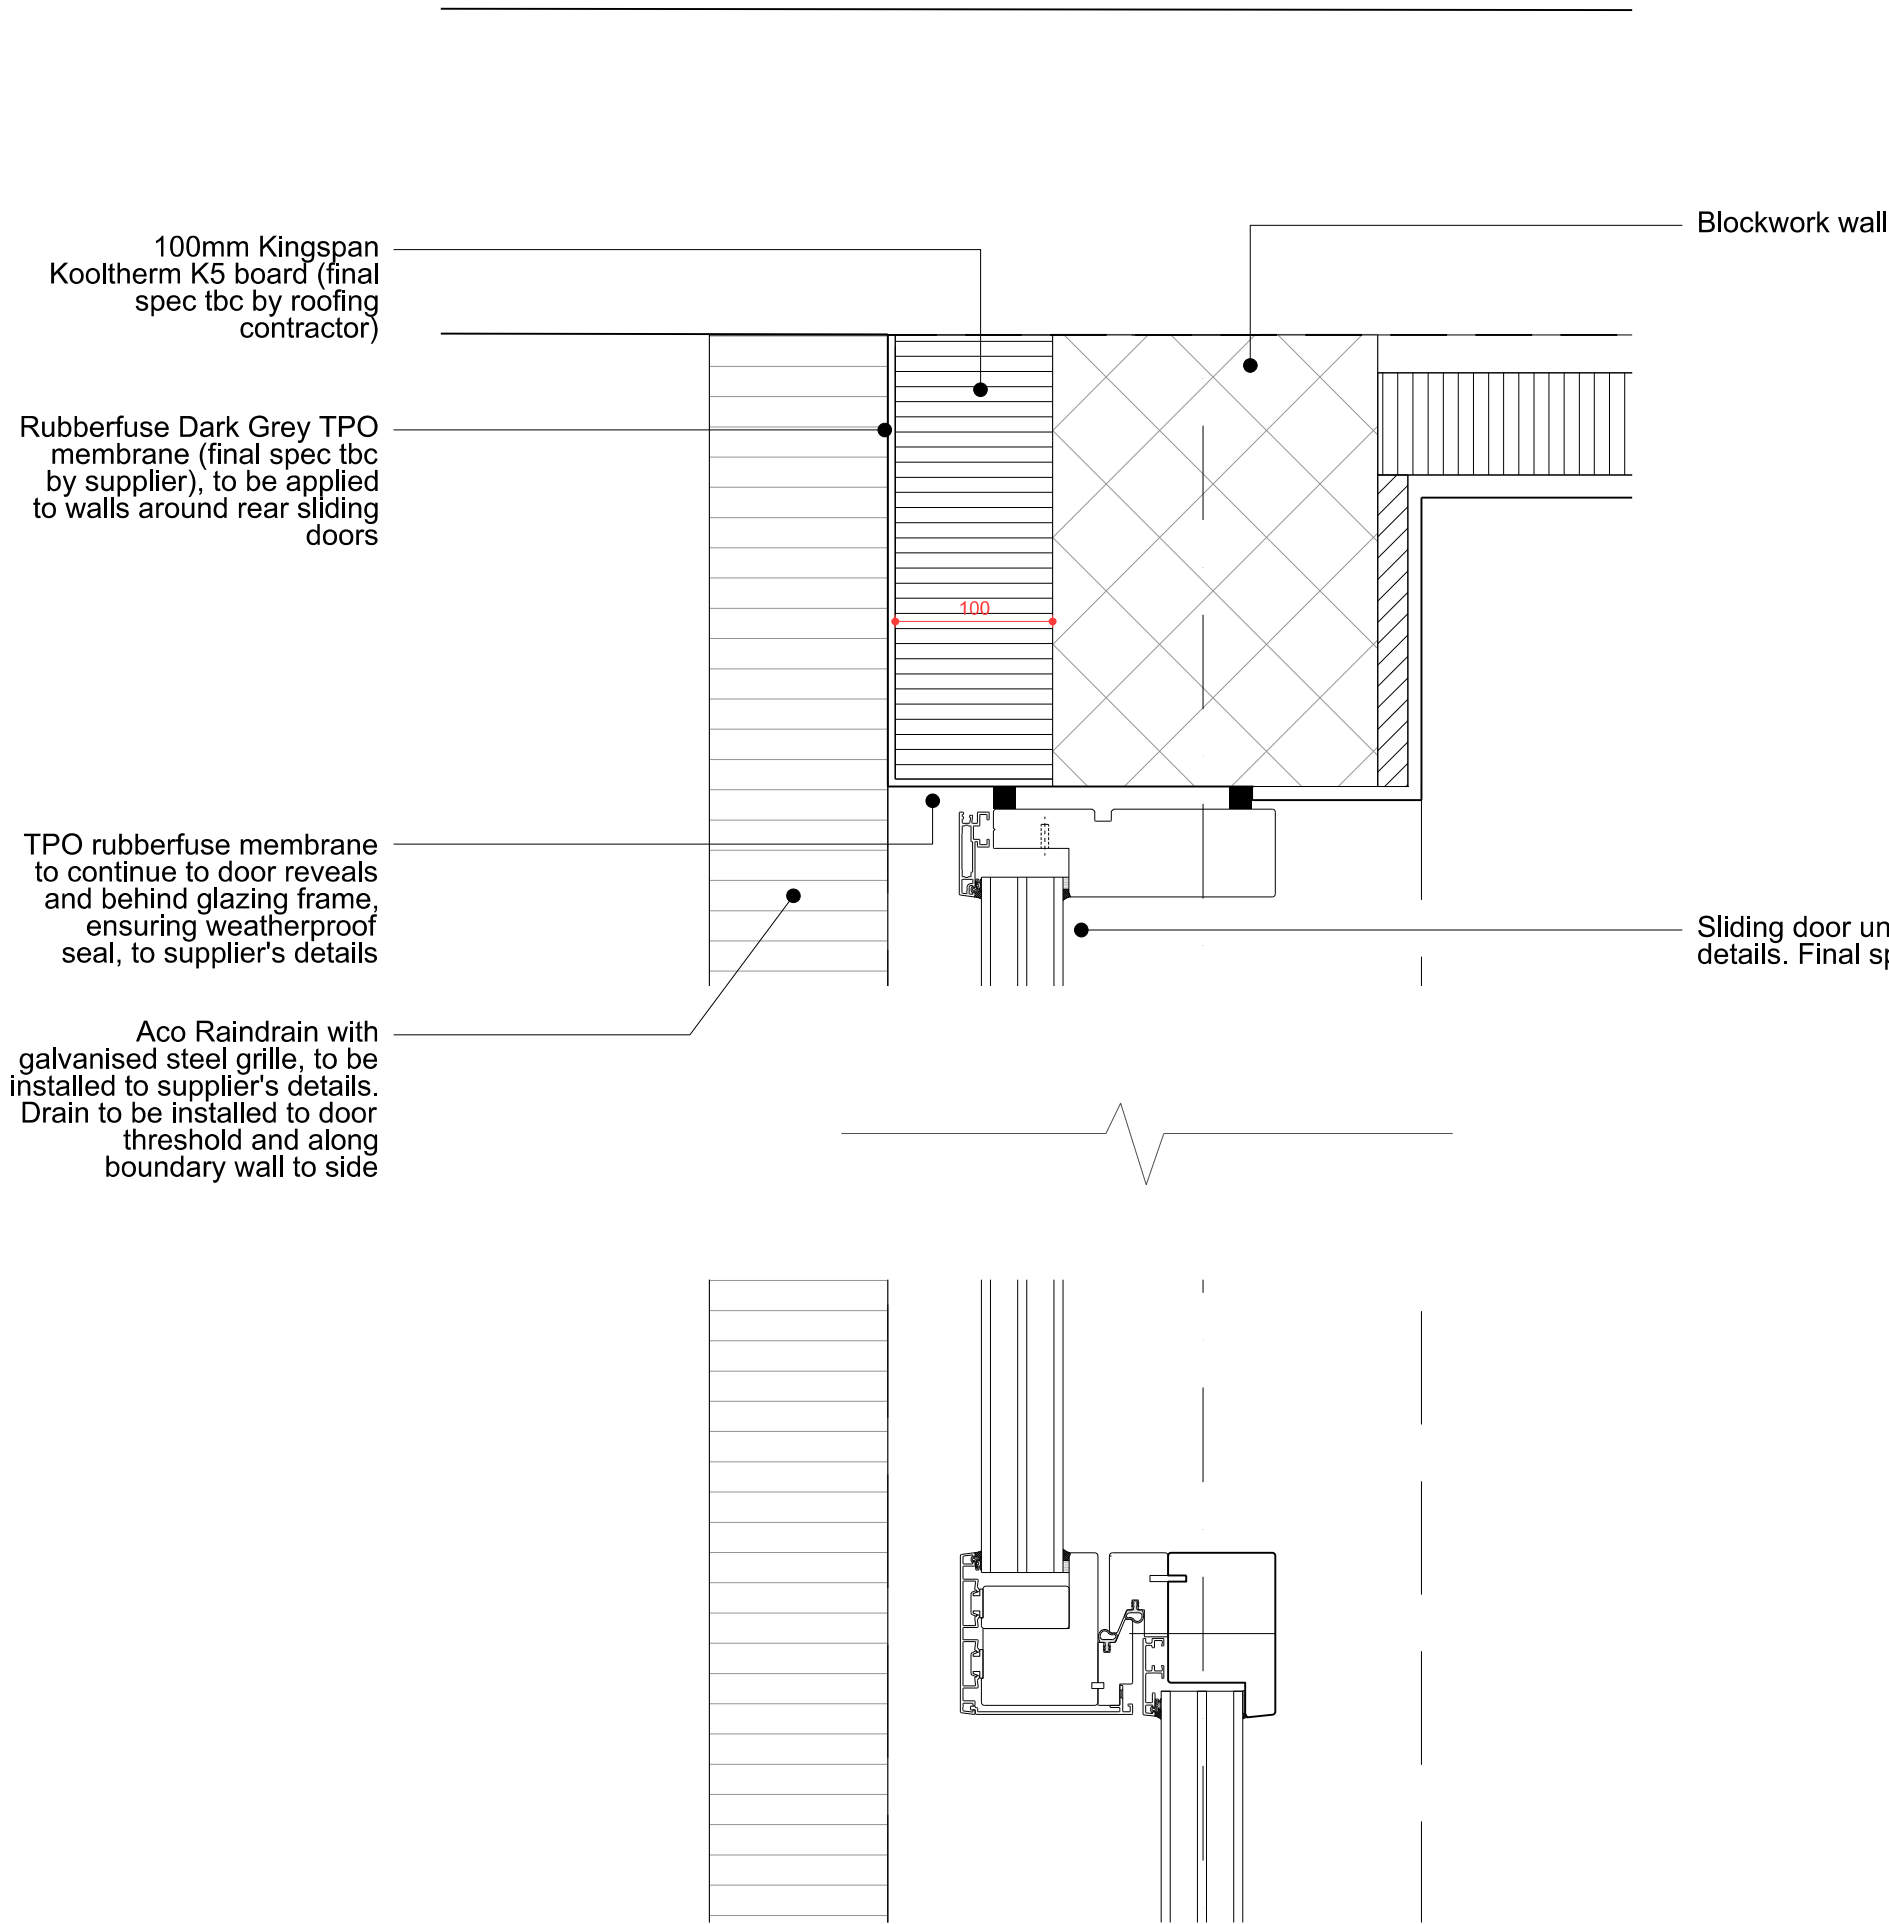 100mm Kingspan
Kooltherm K5 board (final
spec tbc by roofing
contractor)
Blockwork wall
Rubberfuse Dark Grey TPO
membrane (final spec tbc
by supplier), to be applied
to walls around rear sliding
doors
100
TPO rubberfuse membrane
to continue to door reveals
and behind glazing frame,
ensuring weatherproof
seal, to supplier's details
Sliding door
details. Final
Aco Raindrain with
galvanised steel grille, to be
installed to supplier's details.
Drain to be installed to door
threshold and along
boundary wall to side